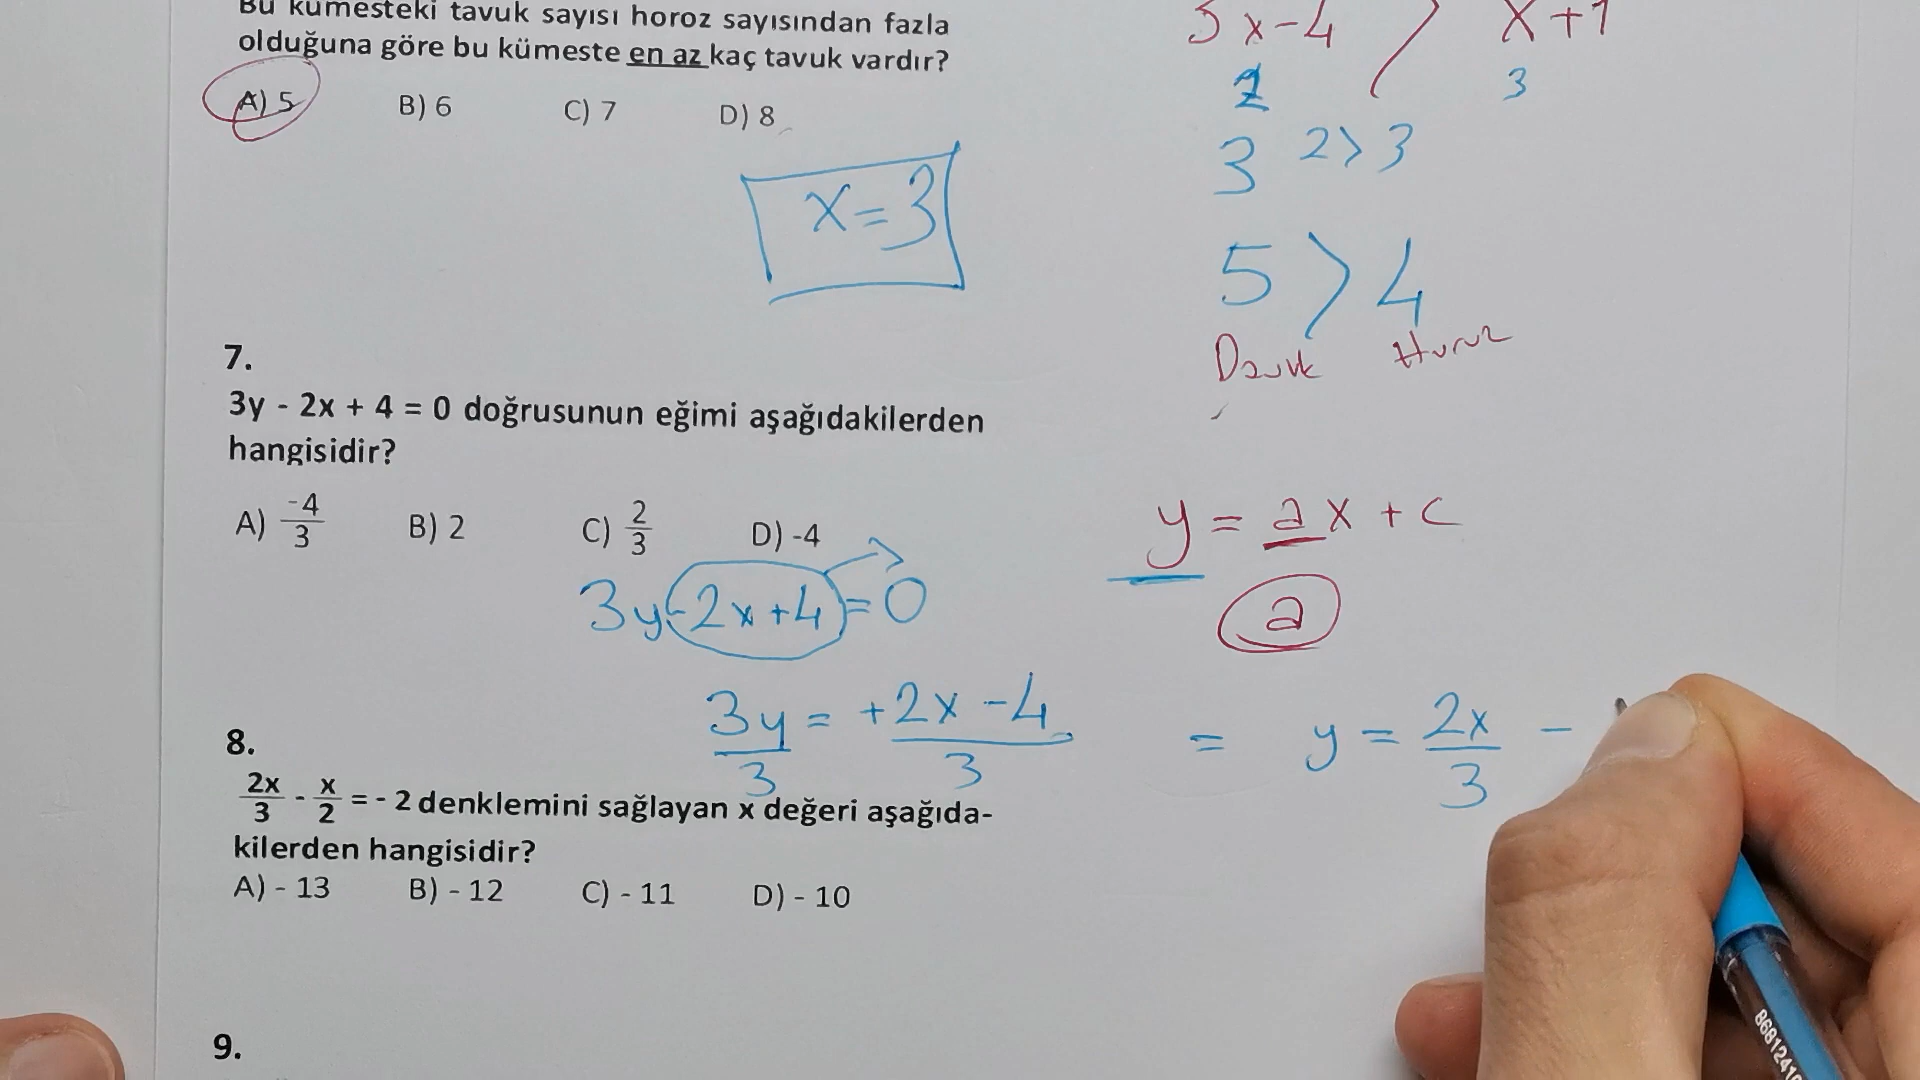 Bu kümesteki tavuk sayısı horoz sayısından fazla
olduğuna göre bu kümeste en az kaç tavuk vardır?
A) 5 B) 6 C) 7 D) 8
3x-4 > x+1
2 3
3 2>3
x=3
5 > 4
Horoz
7.
3y - 2x + 4 = 0 doğrusunun eğimi aşağıdakilerden
hangisidir?
A) -4/3 B) 2 C) 2/3 D) -4
y = ax + c
a
3y-2x+4=0
3y/3 = +2x-4/3 = y = 2x/3 -
8.
2x/3 - x/2 = - 2 denklemini sağlayan x değeri aşağıda-
kilerden hangisidir?
A) - 13 B) - 12 C) - 11 D) - 10
9.